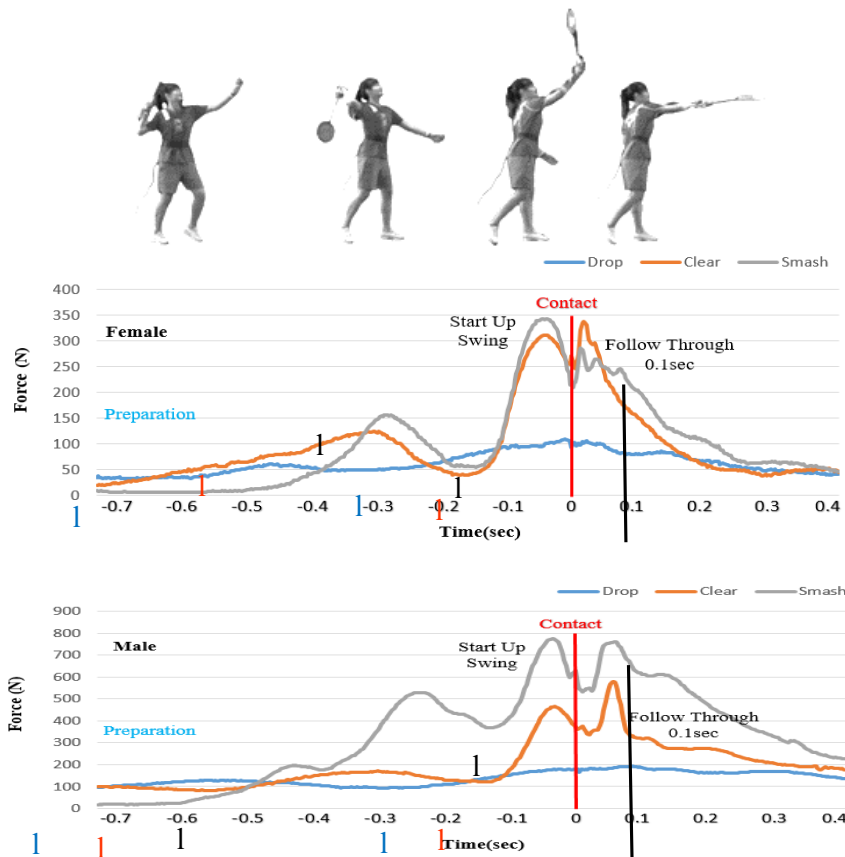 Drop Clear Smash
400
350
300
250
200
150
100
50
0
Force (N)
Female
Preparation
Start Up
Swing
Contact
Follow Through
0.1sec
l
l
l
-0.7 -0.6 -0.5 -0.4 -0.3 -0.2 -0.1 0 0.1 0.2 0.3 0.4
l l l
Time(sec)
Drop Clear Smash
900
800
700
600
500
400
300
200
100
0
Force (N)
Male
Preparation
Start Up
Swing
Contact
Follow Through
0.1sec
l
-0.7 -0.6 -0.5 -0.4 -0.3 -0.2 -0.1 0 0.1 0.2 0.3 0.4
l l l l l
Time(sec)